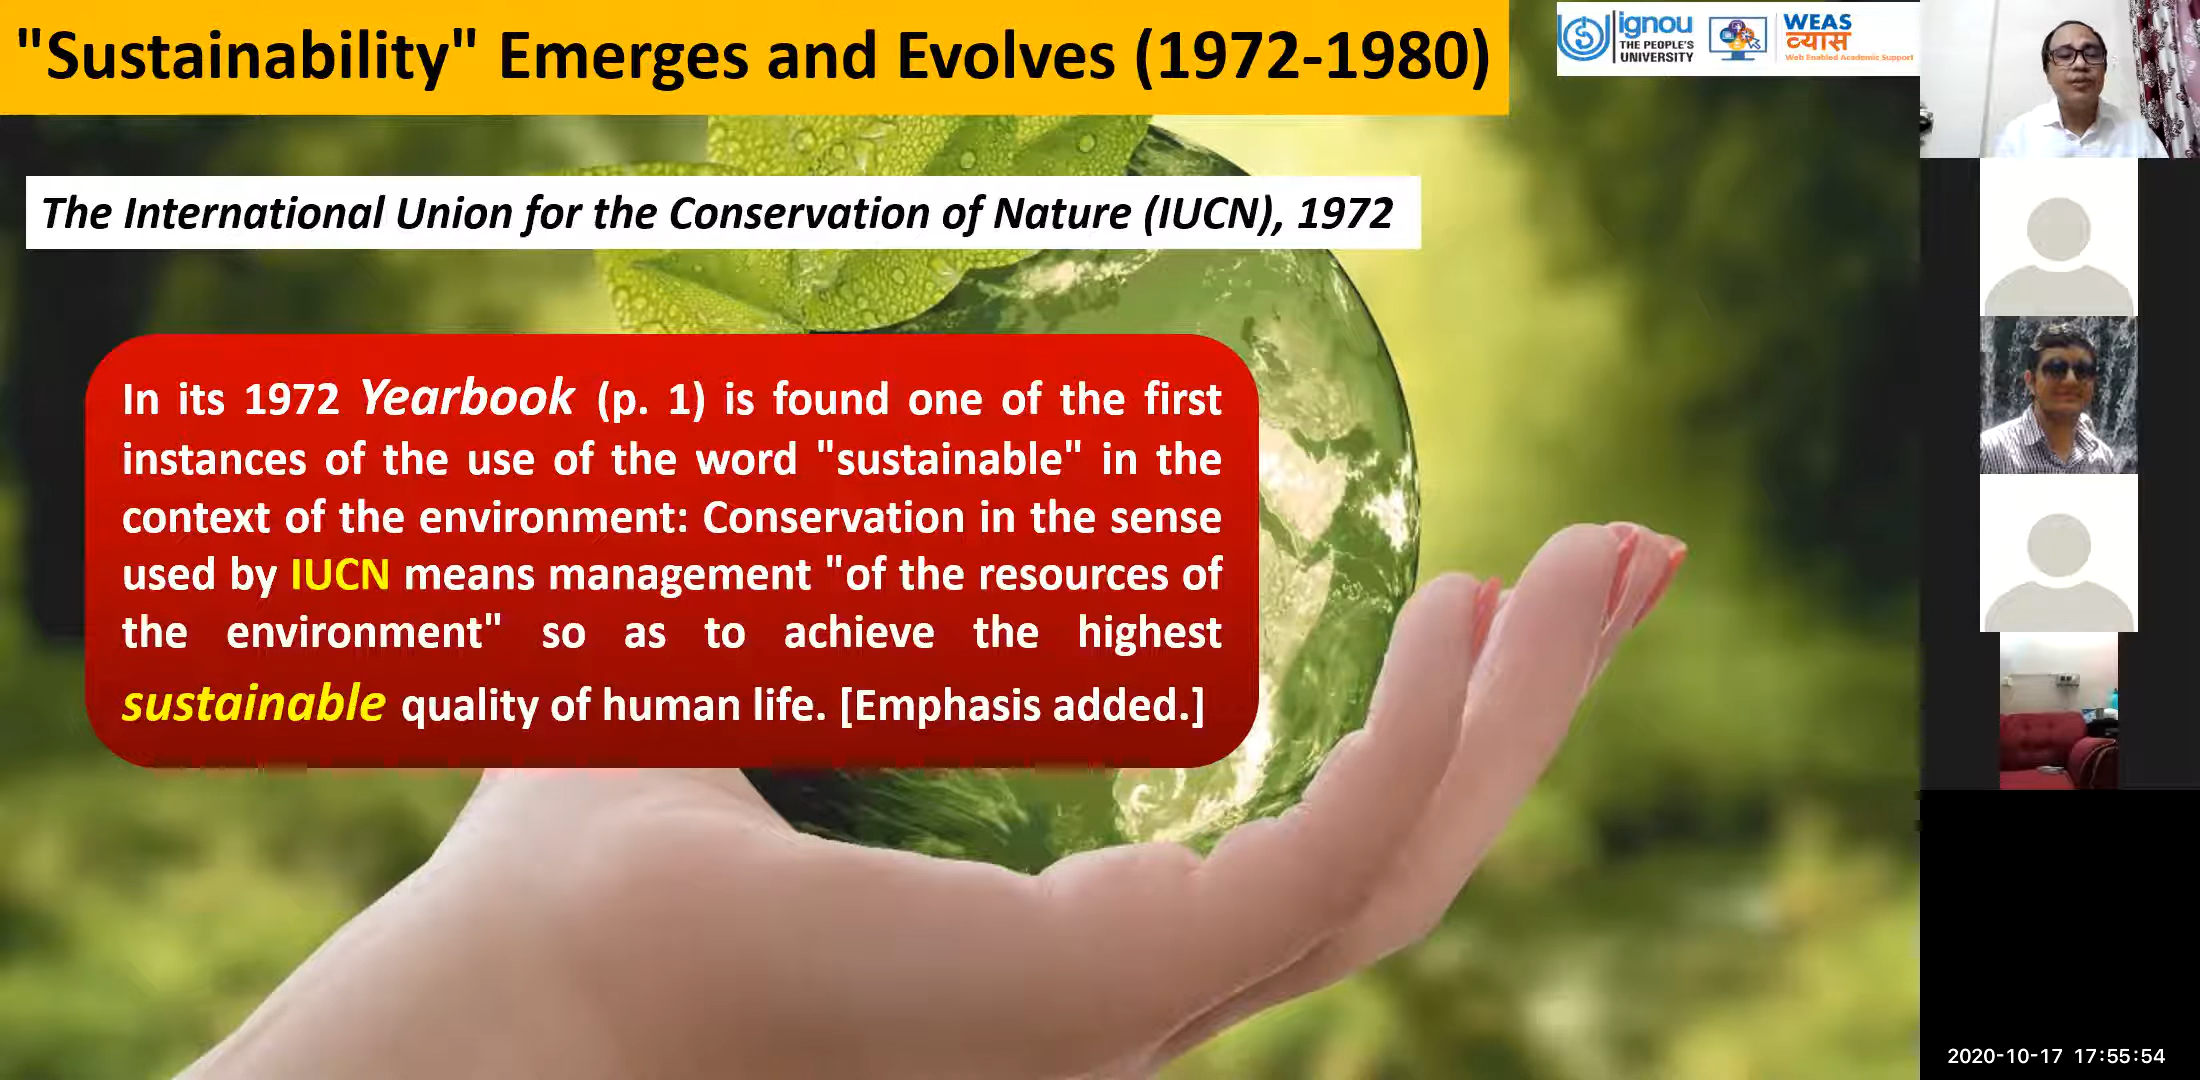 "Sustainability" Emerges and Evolves (1972-1980)
ignou
THE PEOPLE'S
UNIVERSITY
WEAS
व्यास
Web Enabled Academic Support
The International Union for the Conservation of Nature (IUCN), 1972
In its 1972 Yearbook (p. 1) is found one of the first
instances of the use of the word "sustainable" in the
context of the environment: Conservation in the sense
used by IUCN means management "of the resources of
the environment" so as to achieve the highest
sustainable quality of human life. [Emphasis added.]
2020-10-17 17:55:54